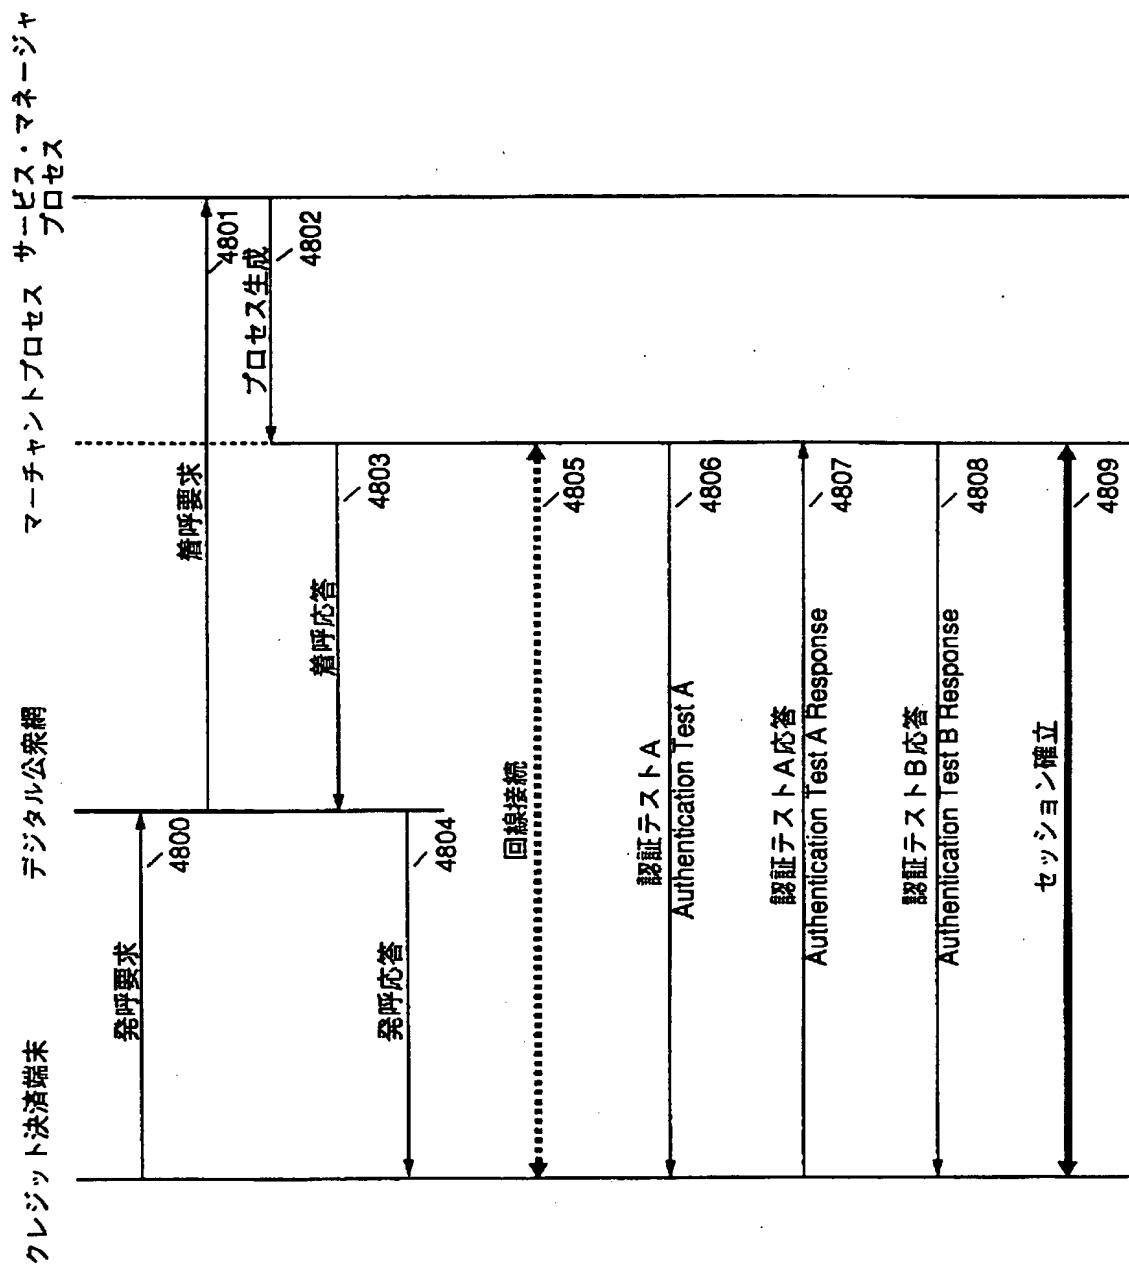 クレジット決済端末
デジタル公衆網
マーチャントプロセス
サービス・マネージャ
プロセス
発呼要求
4800
着呼要求
4801
プロセス生成
4802
着呼応答
4803
発呼応答
4804
回線接続
4805
認証テストA
Authentication Test A
4806
認証テストA応答
Authentication Test A Response
4807
認証テストB応答
Authentication Test B Response
4808
セッション確立
4809